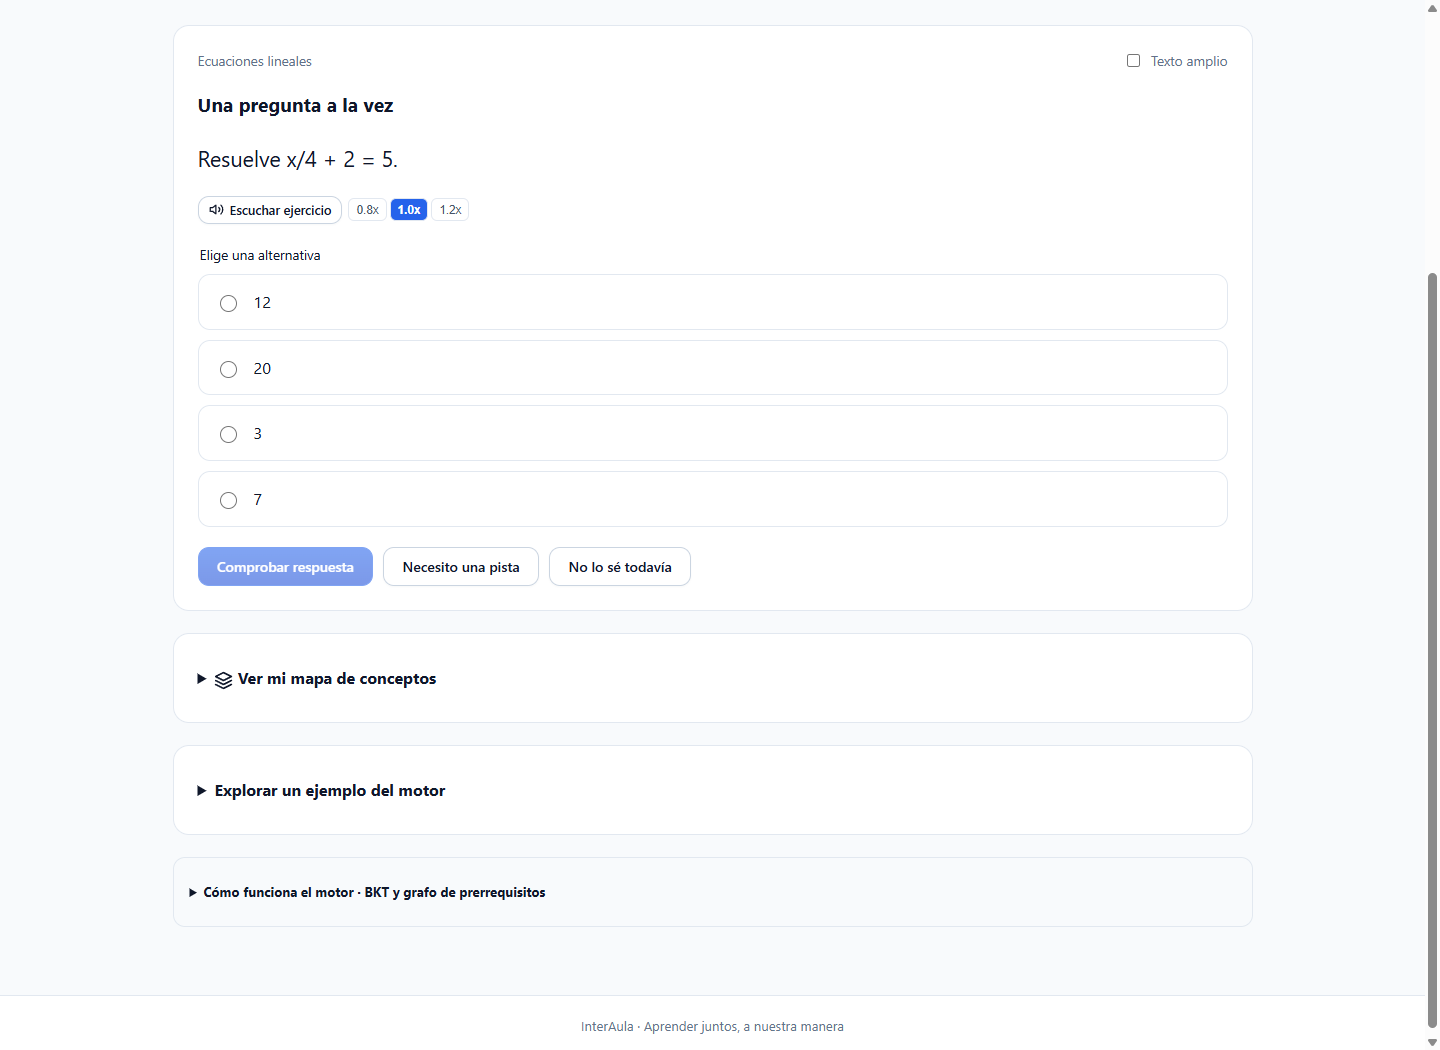 Ecuaciones lineales
Texto amplio
Una pregunta a la vez
Resuelve x/4 + 2 = 5.
Escuchar ejercicio 0.8x 1.0x 1.2x
Elige una alternativa
12
20
3
7
Comprobar respuesta Necesito una pista No lo sé todavía
Ver mi mapa de conceptos
Explorar un ejemplo del motor
Cómo funciona el motor · BKT y grafo de prerrequisitos
InterAula · Aprender juntos, a nuestra manera